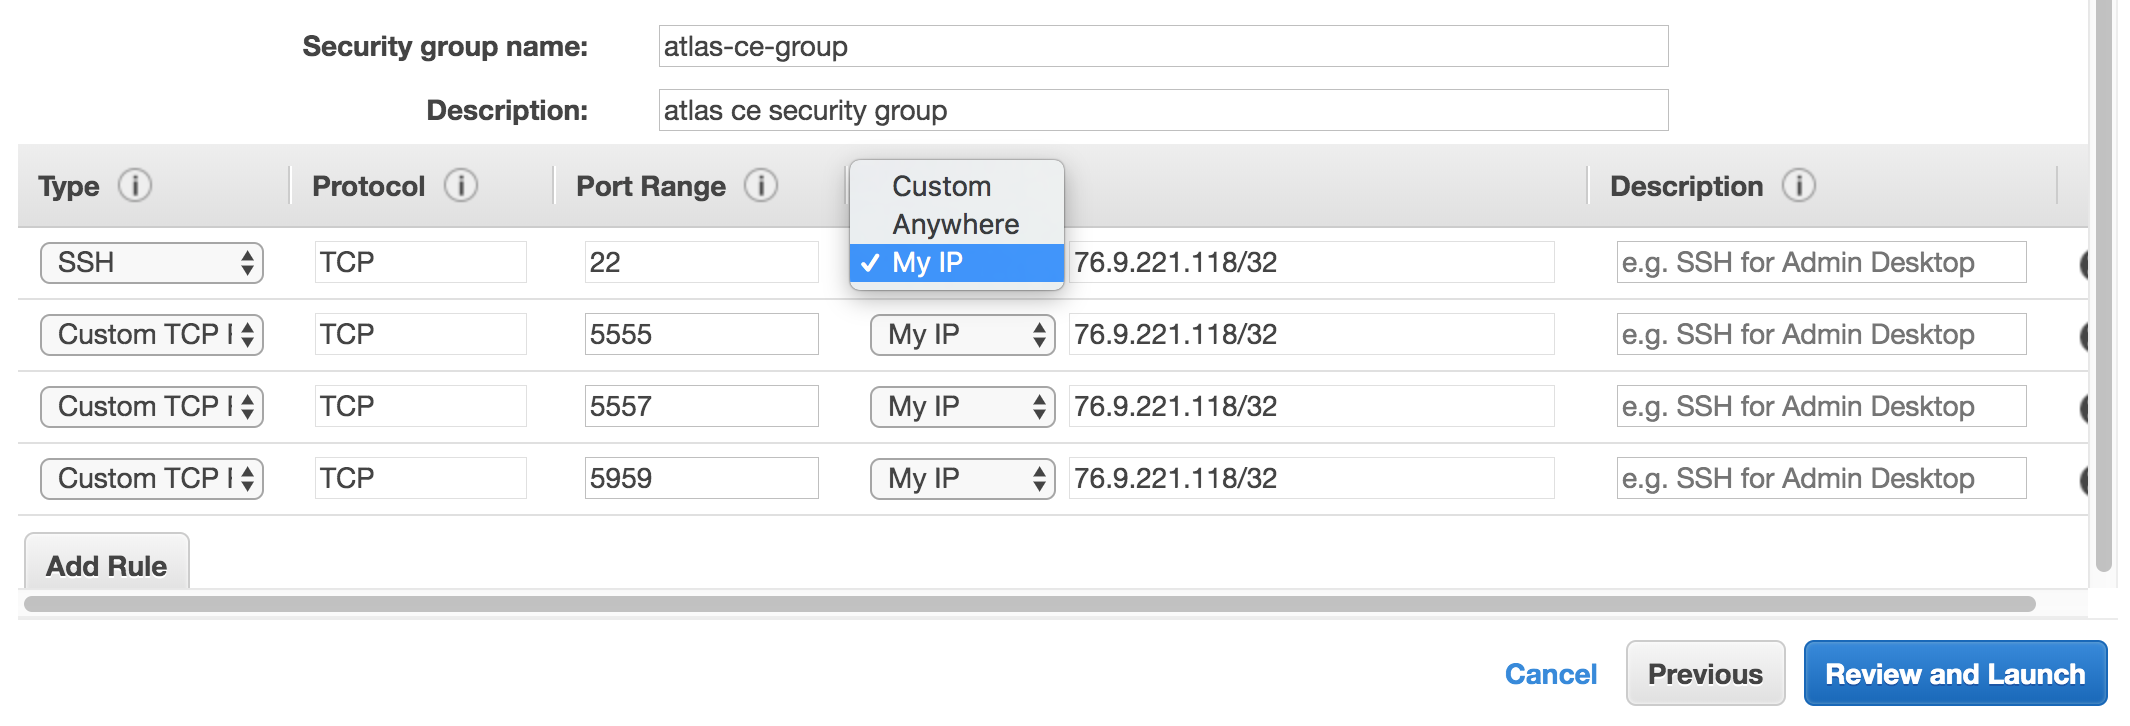 Security group name: atlas-ce-group
Description: atlas ce security group
Type Protocol Port Range Description
Custom
Anywhere
SSH TCP 22 ✓ My IP 76.9.221.118/32 e.g. SSH for Admin Desktop
Custom TCP TCP 5555 My IP 76.9.221.118/32 e.g. SSH for Admin Desktop
Custom TCP TCP 5557 My IP 76.9.221.118/32 e.g. SSH for Admin Desktop
Custom TCP TCP 5959 My IP 76.9.221.118/32 e.g. SSH for Admin Desktop
Add Rule
Cancel Previous Review and Launch